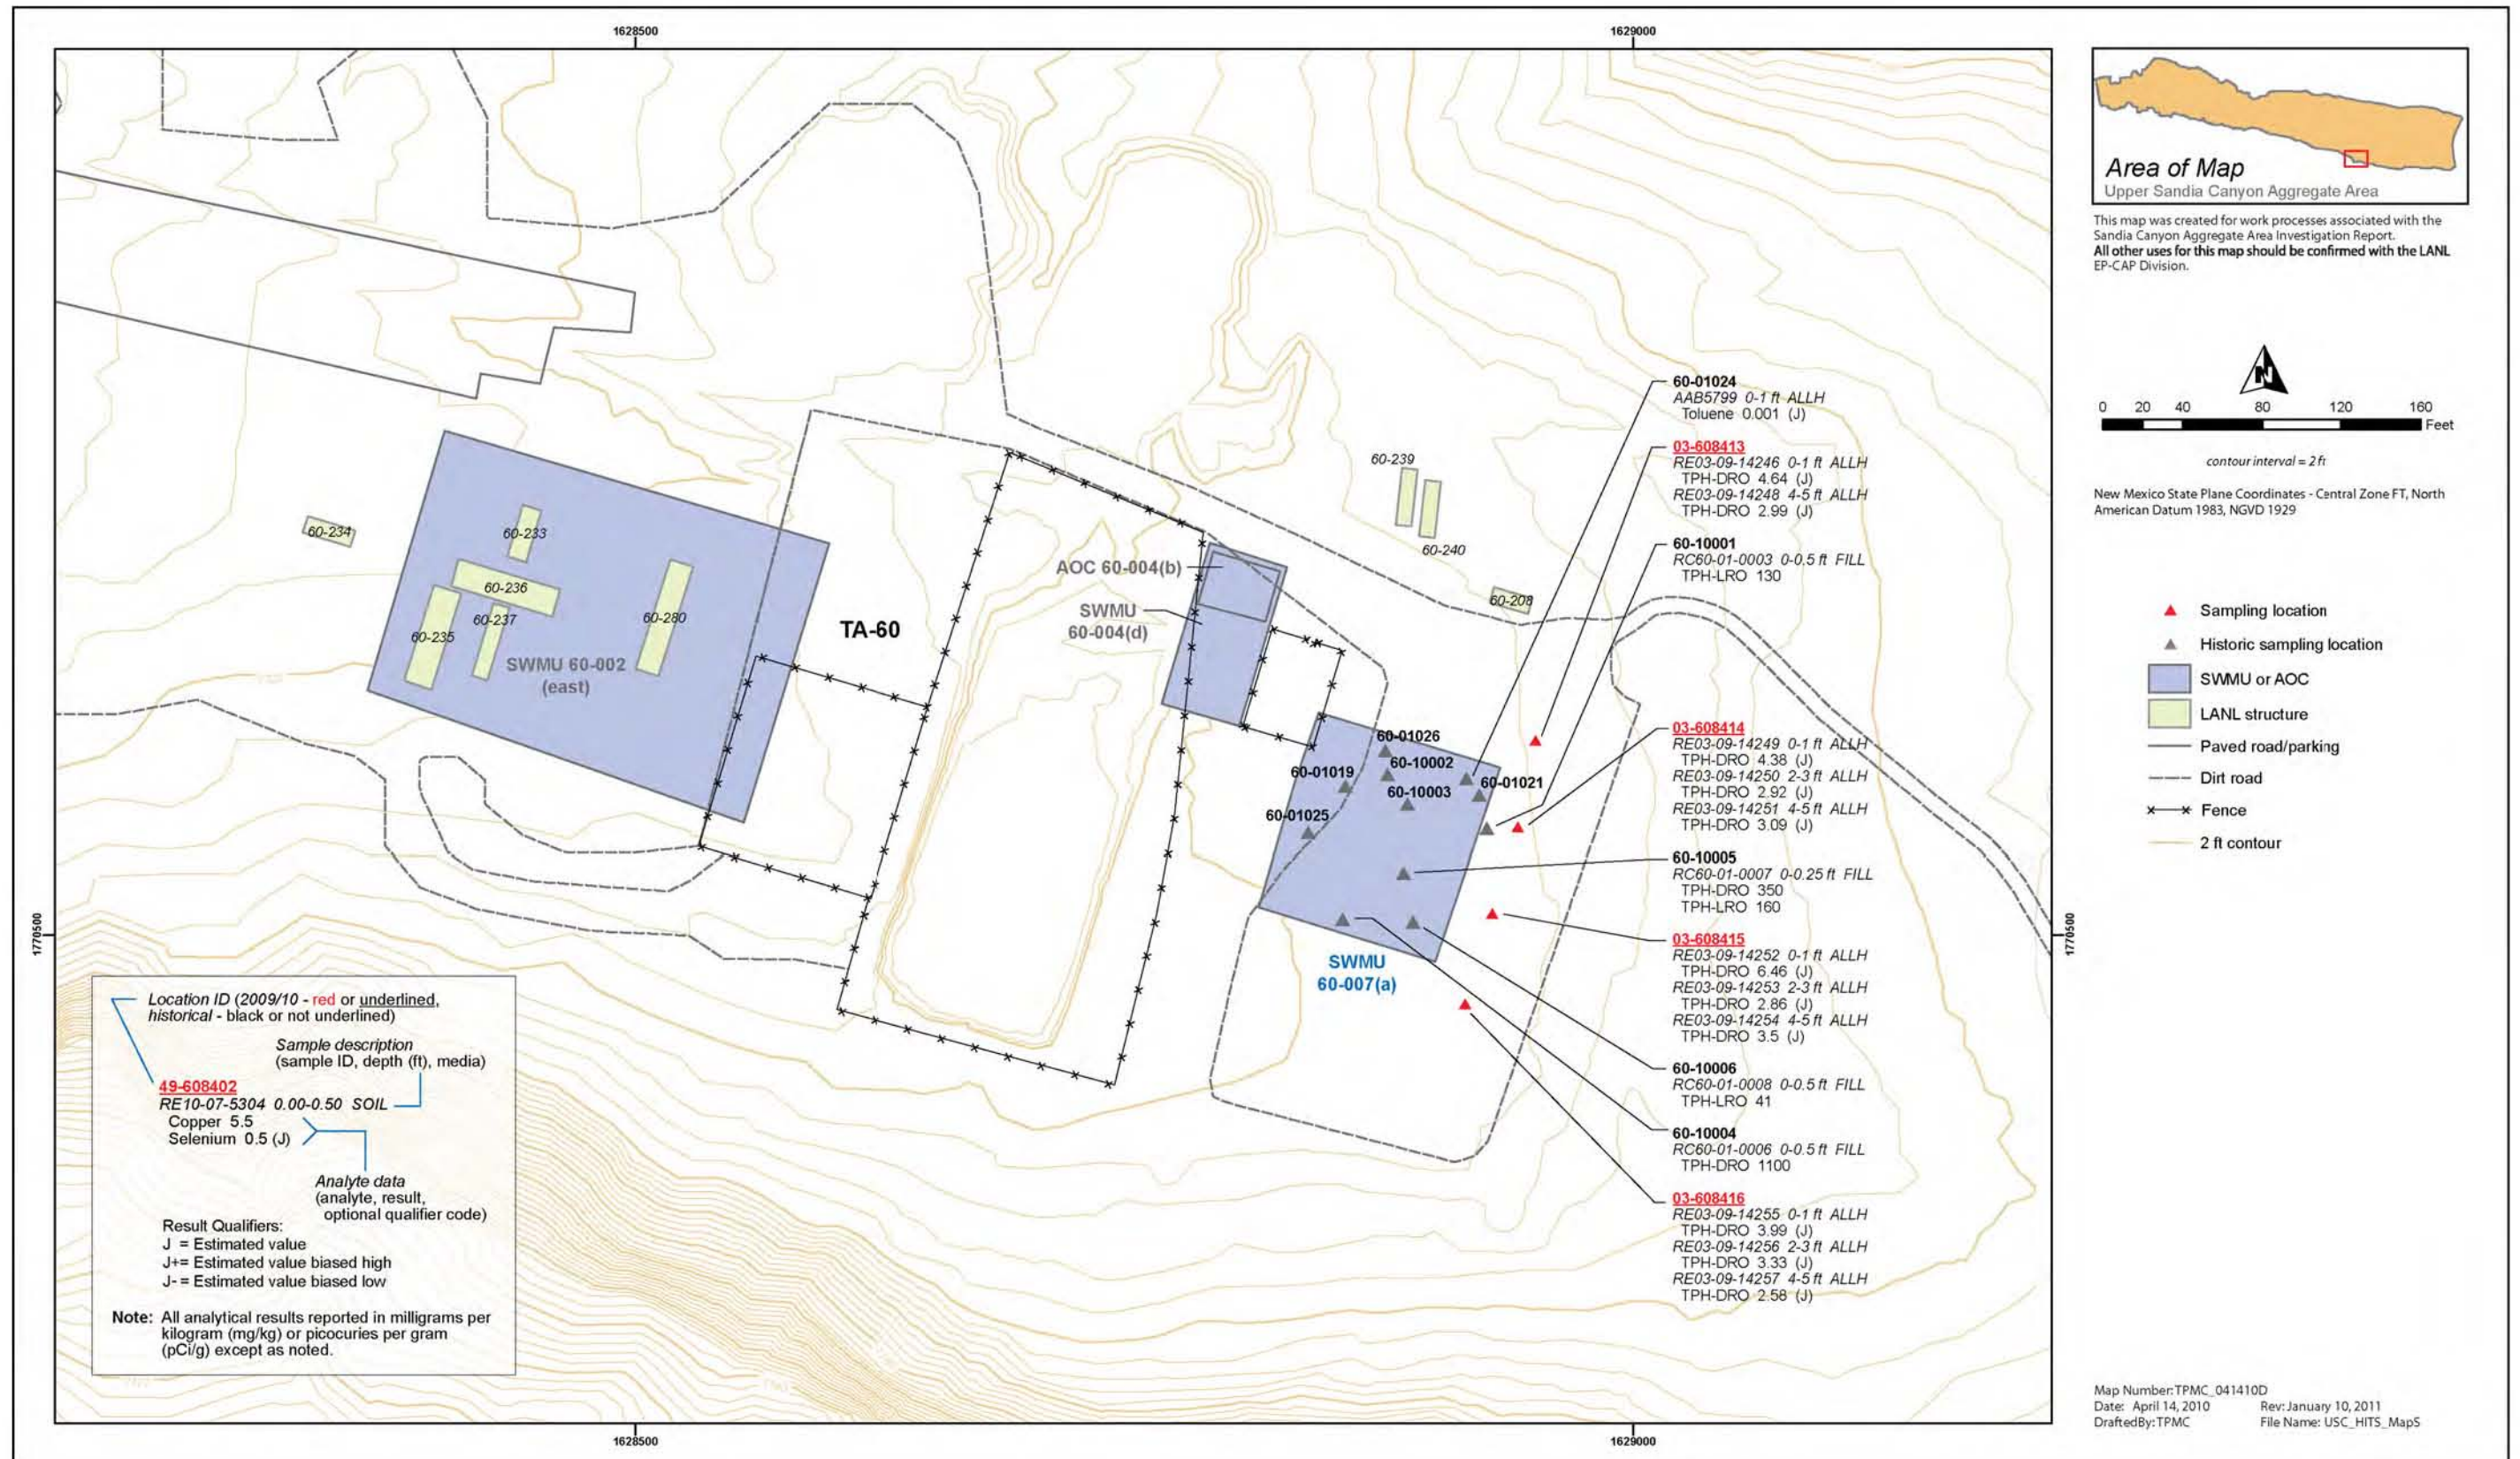 1628500
1629000
Area of Map
Upper Sandia Canyon Aggregate Area
This map was created for work processes associated with the
Sandia Canyon Aggregate Area Investigation Report.
All other uses for this map should be confirmed with the LANL
EP-CAP Division.
N
0 20 40 80 120 160
Feet
contour interval = 2 ft
New Mexico State Plane Coordinates - Central Zone FT, North
American Datum 1983, NGVD 1929
Sampling location
Historic sampling location
SWMU or AOC
LANL structure
Paved road/parking
Dirt road
Fence
2 ft contour
60-234
60-233
60-236
60-237
60-235
60-280
SWMU 60-002
(east)
TA-60
AOC 60-004(b)
SWMU
60-004(d)
60-239
60-240
60-208
60-01026
60-10002
60-01019
60-10003
60-01021
60-01025
SWMU
60-007(a)
60-01024
AAB5799 0-1 ft ALLH
Toluene 0.001 (J)
03-608413
RE03-09-14246 0-1 ft ALLH
TPH-DRO 4.64 (J)
RE03-09-14248 4-5 ft ALLH
TPH-DRO 2.99 (J)
60-10001
RC60-01-0003 0-0.5 ft FILL
TPH-LRO 130
03-608414
RE03-09-14249 0-1 ft ALLH
TPH-DRO 4.38 (J)
RE03-09-14250 2-3 ft ALLH
TPH-DRO 2.92 (J)
RE03-09-14251 4-5 ft ALLH
TPH-DRO 3.09 (J)
60-10005
RC60-01-0007 0-0.25 ft FILL
TPH-DRO 350
TPH-LRO 160
03-608415
RE03-09-14252 0-1 ft ALLH
TPH-DRO 6.46 (J)
RE03-09-14253 2-3 ft ALLH
TPH-DRO 2.86 (J)
RE03-09-14254 4-5 ft ALLH
TPH-DRO 3.5 (J)
60-10006
RC60-01-0008 0-0.5 ft FILL
TPH-LRO 41
60-10004
RC60-01-0006 0-0.5 ft FILL
TPH-DRO 1100
03-608416
RE03-09-14255 0-1 ft ALLH
TPH-DRO 3.99 (J)
RE03-09-14256 2-3 ft ALLH
TPH-DRO 3.33 (J)
RE03-09-14257 4-5 ft ALLH
TPH-DRO 2.58 (J)
1770500
1770500
Location ID (2009/10 - red or underlined,
historical - black or not underlined)
Sample description
(sample ID, depth (ft), media)
49-608402
RE10-07-5304 0.00-0.50 SOIL
Copper 5.5
Selenium 0.5 (J)
Analyte data
(analyte, result,
optional qualifier code)
Result Qualifiers:
J = Estimated value
J+= Estimated value biased high
J- = Estimated value biased low
Note: All analytical results reported in milligrams per
kilogram (mg/kg) or picocuries per gram
(pCi/g) except as noted.
1628500
1629000
Map Number: TPMC_041410D
Date: April 14, 2010 Rev: January 10, 2011
DraftedBy: TPMC File Name: USC_HITS_MapS